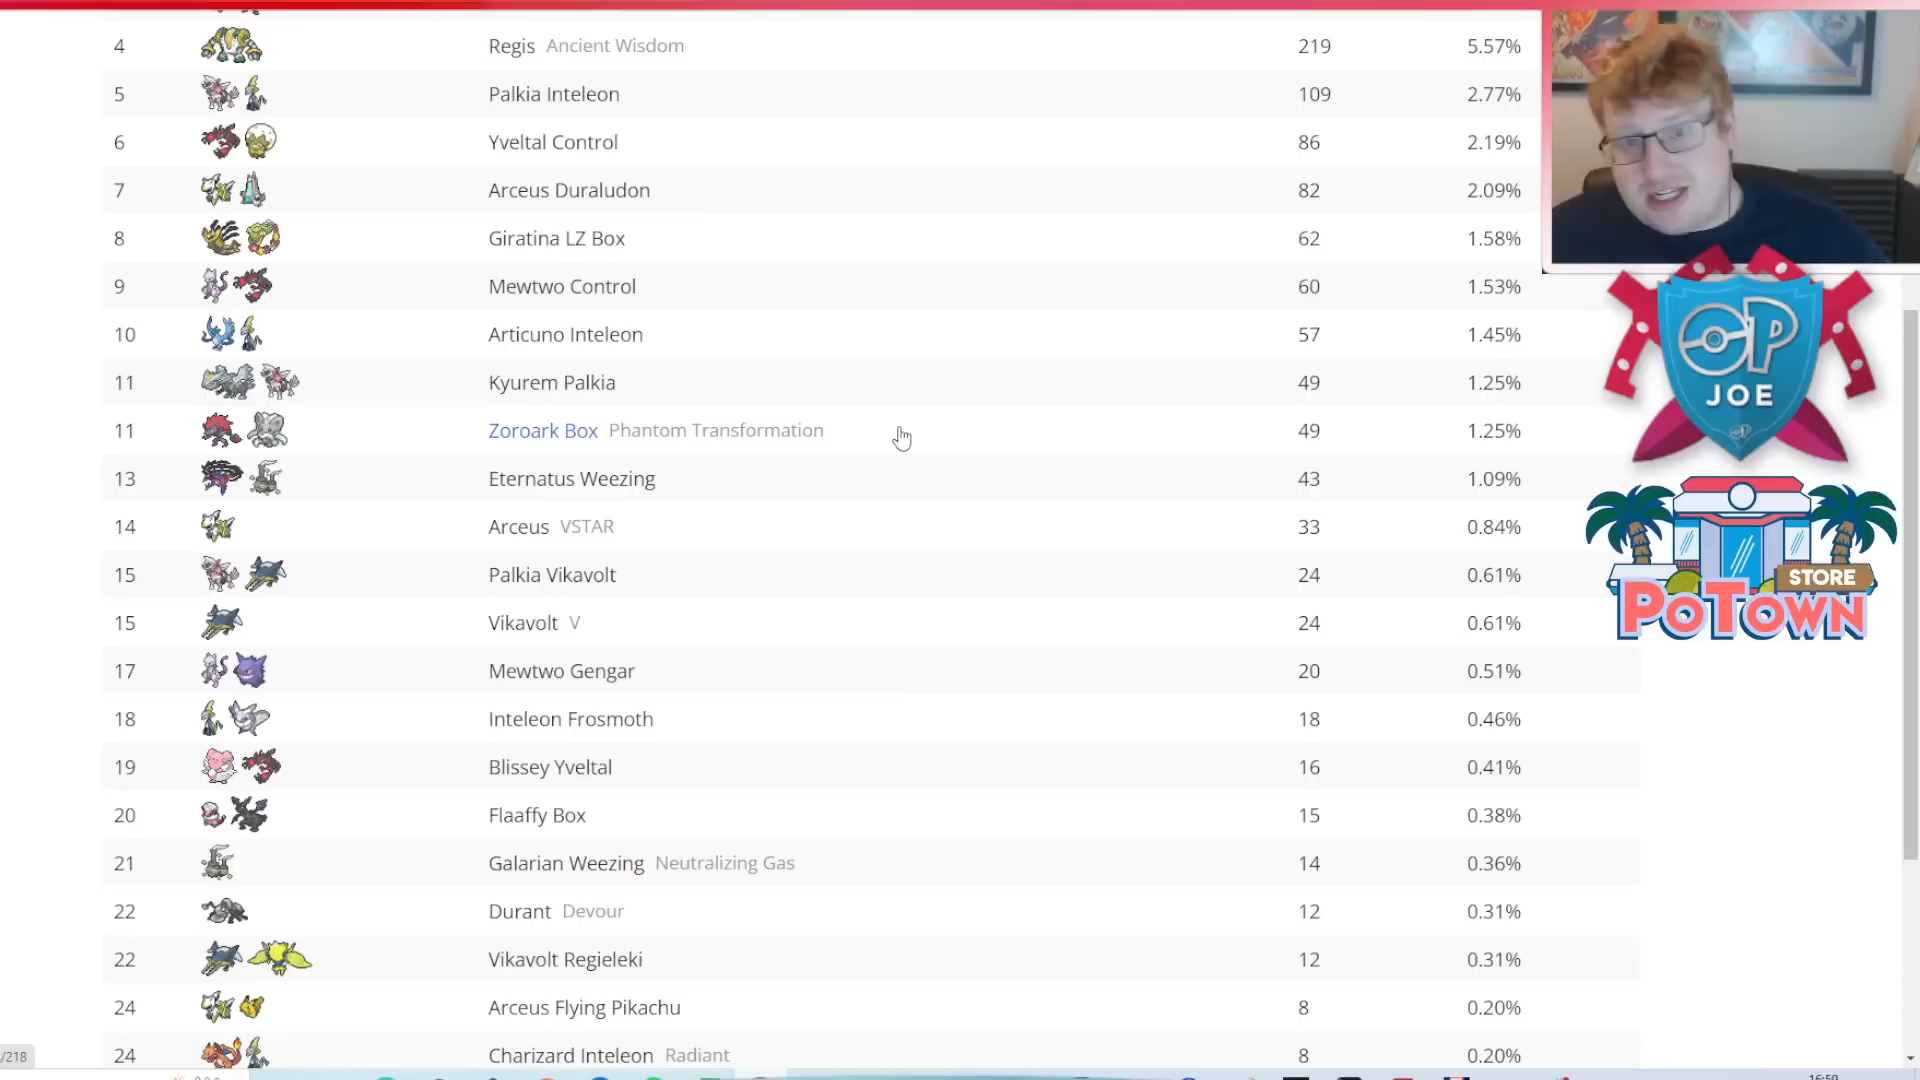 4 Regis Ancient Wisdom 219 5.57%
5 Palkia Inteleon 109 2.77%
6 Yveltal Control 86 2.19%
7 Arceus Duraludon 82 2.09%
8 Giratina LZ Box 62 1.58%
9 Mewtwo Control 60 1.53%
10 Articuno Inteleon 57 1.45%
11 Kyurem Palkia 49 1.25%
11 Zoroark Box Phantom Transformation 49 1.25%
13 Eternatus Weezing 43 1.09%
14 Arceus VSTAR 33 0.84%
15 Palkia Vikavolt 24 0.61%
15 Vikavolt V 24 0.61%
17 Mewtwo Gengar 20 0.51%
18 Inteleon Frosmoth 18 0.46%
19 Blissey Yveltal 16 0.41%
20 Flaaffy Box 15 0.38%
21 Galarian Weezing Neutralizing Gas 14 0.36%
22 Durant Devour 12 0.31%
22 Vikavolt Regieleki 12 0.31%
24 Arceus Flying Pikachu 8 0.20%
24 Charizard Inteleon Radiant 8 0.20%
/218
OP
JOE
STORE
PoToWN